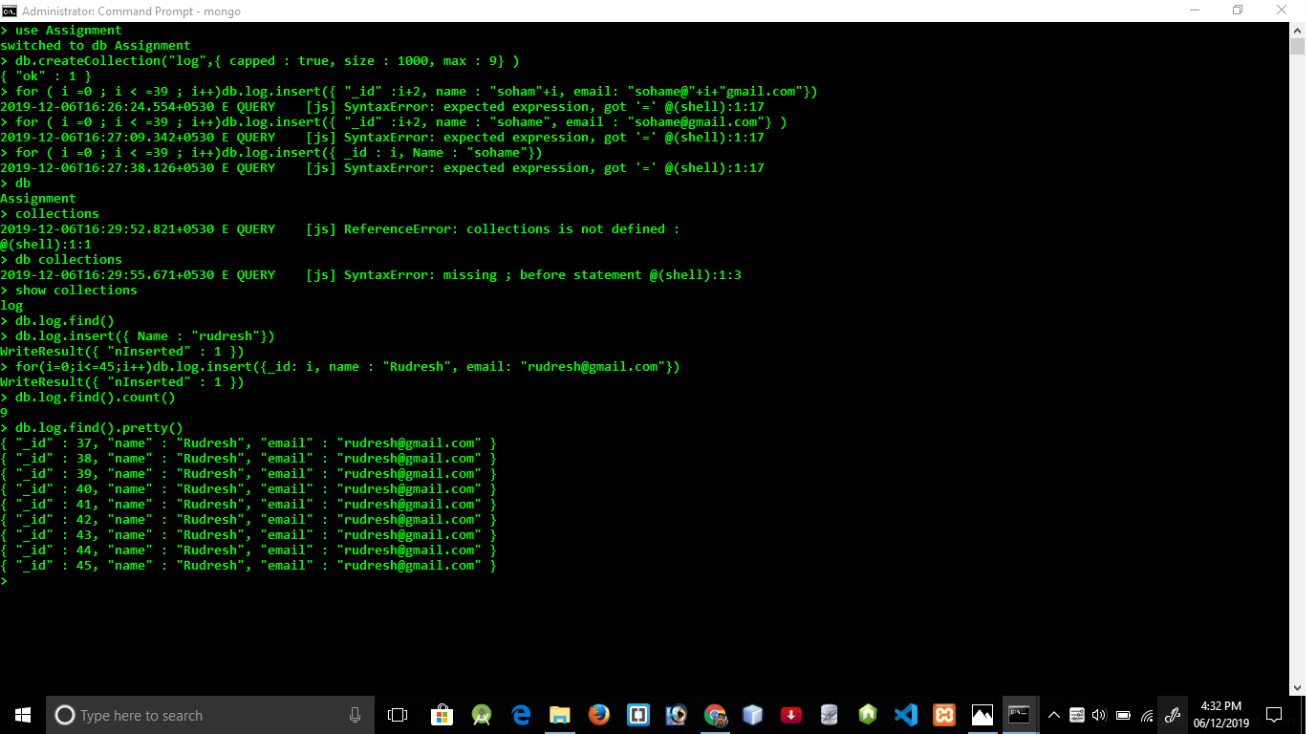 Administrator: Command Prompt - mongo
> use Assignment
switched to db Assignment
> db.createCollection("log",{ capped : true, size : 1000, max : 9} )
{ "ok" : 1 }
> for ( i =0 ; i < =39 ; i++)db.log.insert({ "_id" :i+2, name : "soham"+i, email: "sohame@"+i+"gmail.com"})
2019-12-06T16:26:24.554+0530 E QUERY    [js] SyntaxError: expected expression, got '=' @(shell):1:17
> for ( i =0 ; i < =39 ; i++)db.log.insert({ "_id" :i+2, name : "sohame", email : "sohame@gmail.com"} )
2019-12-06T16:27:09.342+0530 E QUERY    [js] SyntaxError: expected expression, got '=' @(shell):1:17
> for ( i =0 ; i < =39 ; i++)db.log.insert({ _id : i, Name : "sohame"})
2019-12-06T16:27:38.126+0530 E QUERY    [js] SyntaxError: expected expression, got '=' @(shell):1:17
> db
Assignment
> collections
2019-12-06T16:29:52.821+0530 E QUERY    [js] ReferenceError: collections is not defined :
@(shell):1:1
> db collections
2019-12-06T16:29:55.671+0530 E QUERY    [js] SyntaxError: missing ; before statement @(shell):1:3
> show collections
log
> db.log.find()
> db.log.insert({ Name : "rudresh"})
WriteResult({ "nInserted" : 1 })
> for(i=0;i<=45;i++)db.log.insert({_id: i, name : "Rudresh", email: "rudresh@gmail.com"})
WriteResult({ "nInserted" : 1 })
> db.log.find().count()
9
> db.log.find().pretty()
{ "_id" : 37, "name" : "Rudresh", "email" : "rudresh@gmail.com" }
{ "_id" : 38, "name" : "Rudresh", "email" : "rudresh@gmail.com" }
{ "_id" : 39, "name" : "Rudresh", "email" : "rudresh@gmail.com" }
{ "_id" : 40, "name" : "Rudresh", "email" : "rudresh@gmail.com" }
{ "_id" : 41, "name" : "Rudresh", "email" : "rudresh@gmail.com" }
{ "_id" : 42, "name" : "Rudresh", "email" : "rudresh@gmail.com" }
{ "_id" : 43, "name" : "Rudresh", "email" : "rudresh@gmail.com" }
{ "_id" : 44, "name" : "Rudresh", "email" : "rudresh@gmail.com" }
{ "_id" : 45, "name" : "Rudresh", "email" : "rudresh@gmail.com" }
>
Type here to search
4:32 PM
06/12/2019